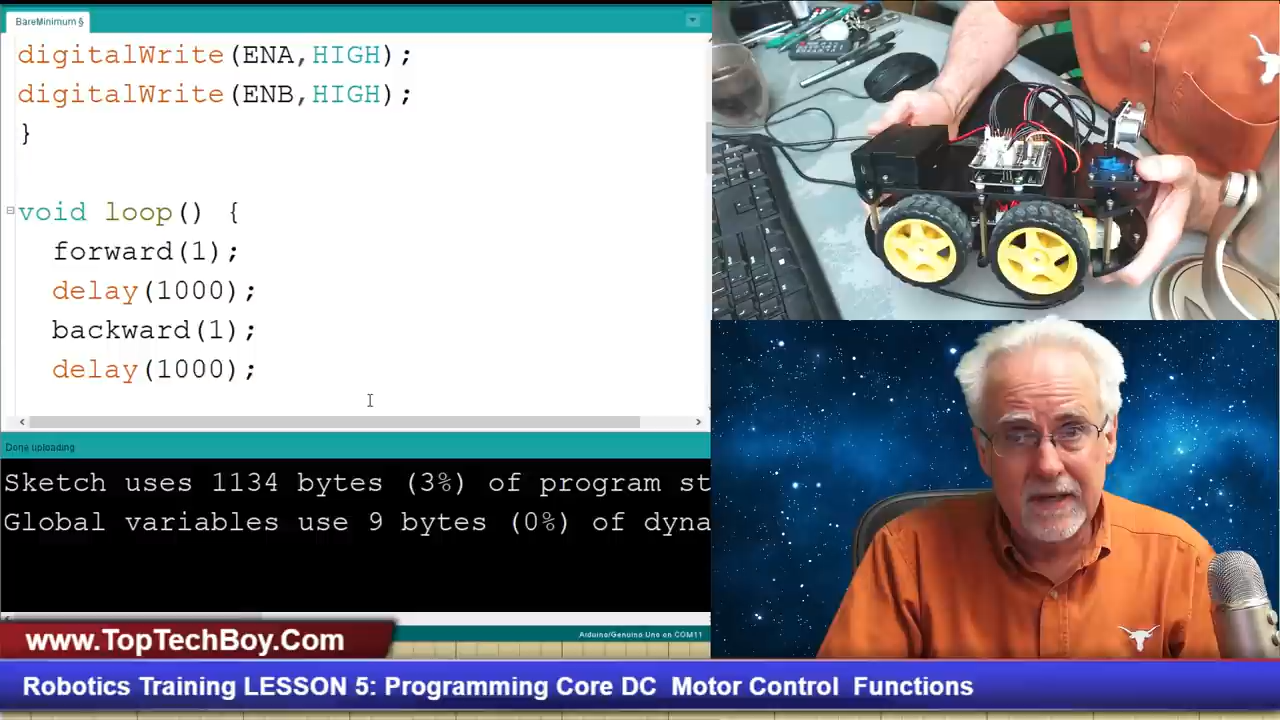 BareMinimum §
digitalWrite(ENA,HIGH);
digitalWrite(ENB,HIGH);
}
void loop() {
forward(1);
delay(1000);
backward(1);
delay(1000);
Done uploading
Sketch uses 1134 bytes (3%) of program st
Global variables use 9 bytes (0%) of dyna
Arduino/Genuino Uno on COM11
www.TopTechBoy.Com
Robotics Training LESSON 5: Programming Core DC Motor Control Functions